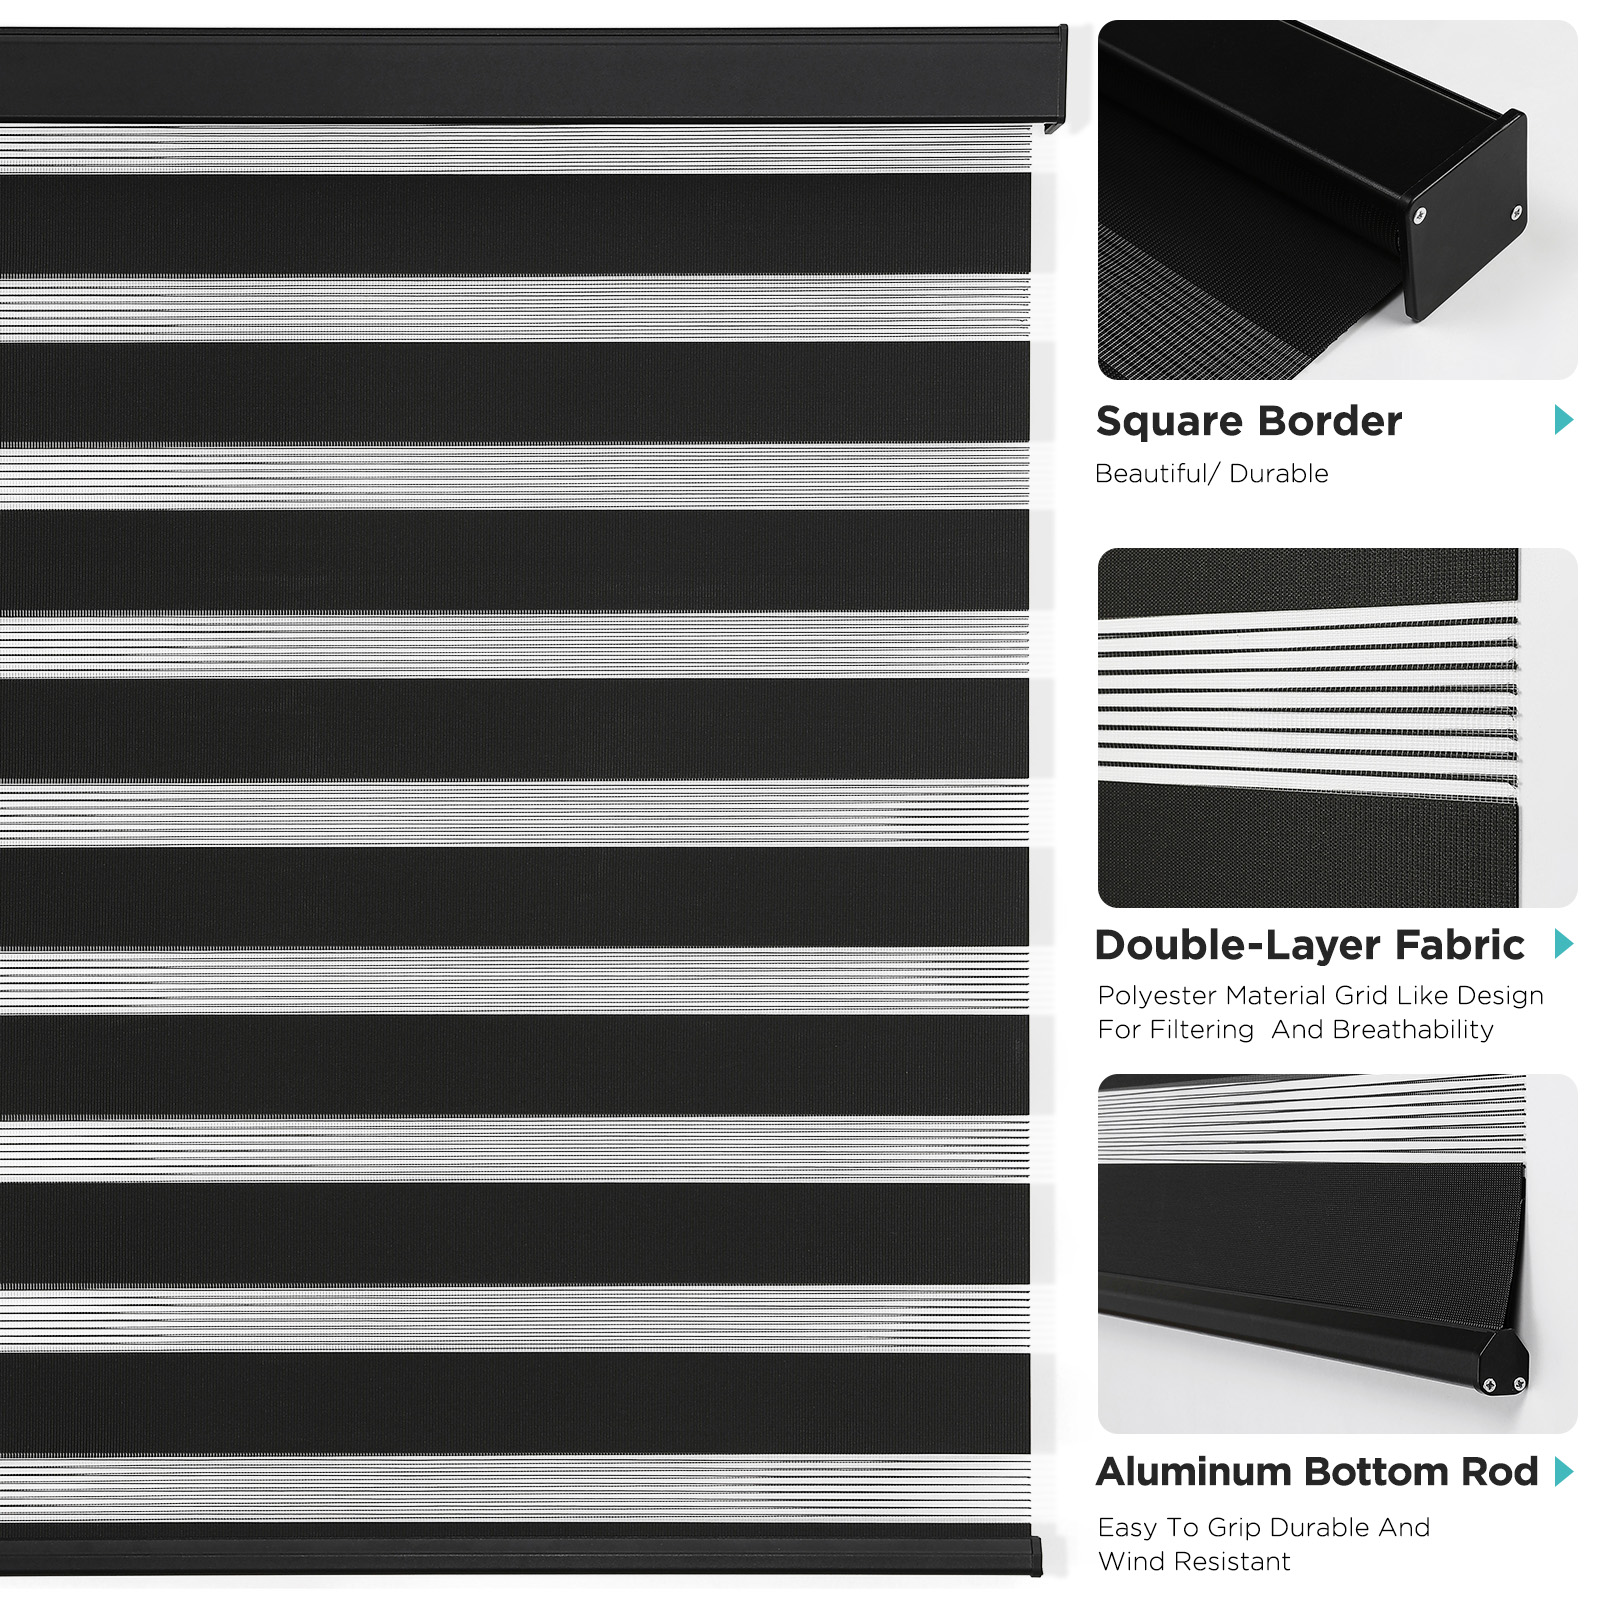 Square Border
Beautiful/ Durable
Double-Layer Fabric
Polyester Material Grid Like Design
For Filtering  And Breathability
Aluminum Bottom Rod
Easy To Grip Durable And
Wind Resistant